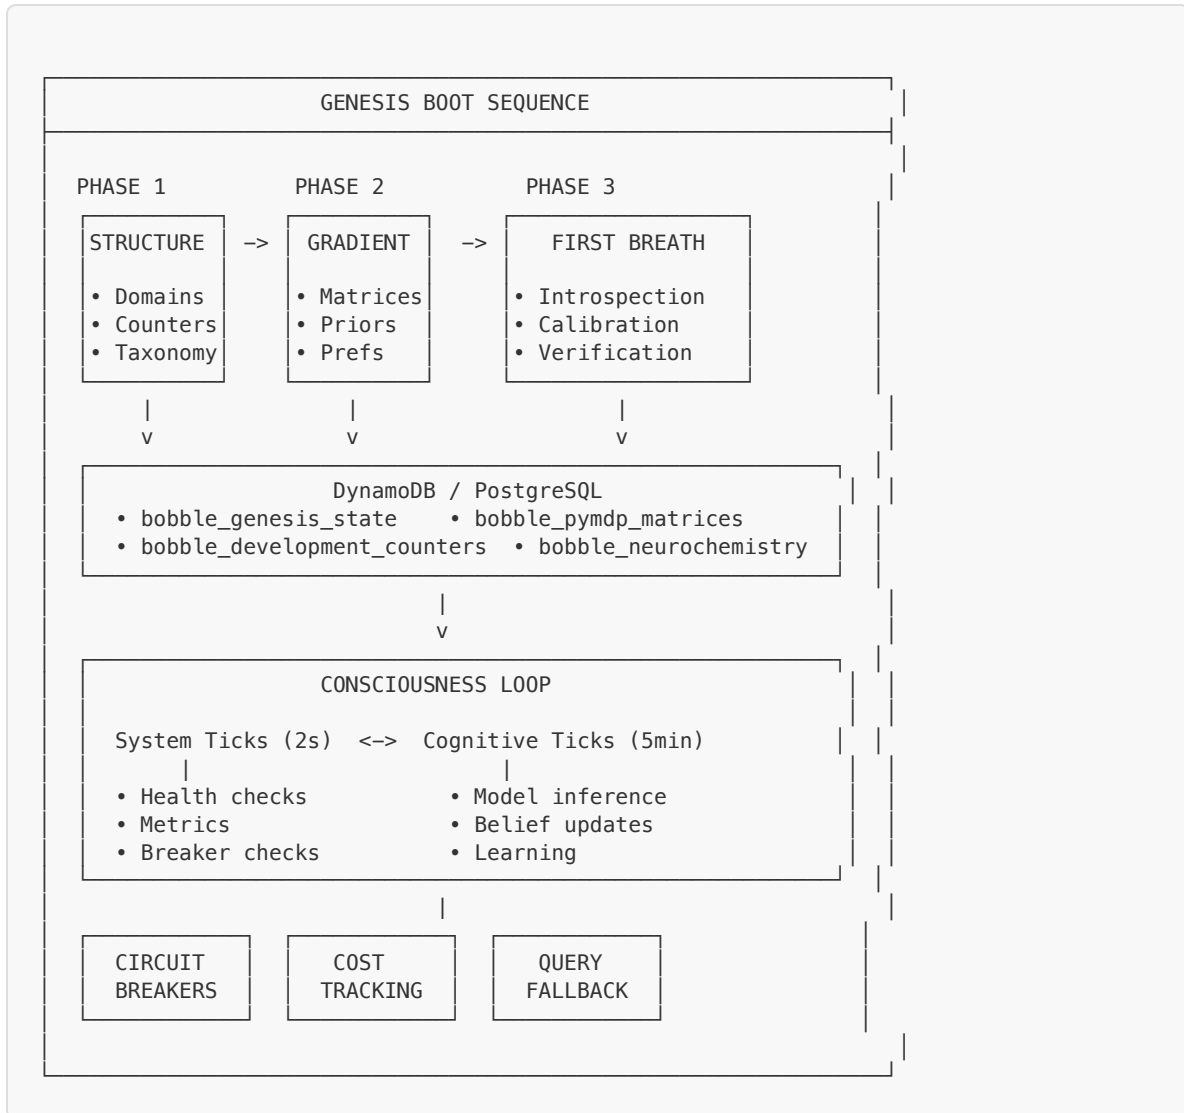 GENESIS BOOT SEQUENCE
PHASE 1 PHASE 2 PHASE 3
STRUCTURE -> GRADIENT -> FIRST BREATH
• Domains • Matrices • Introspection
• Counters • Priors • Calibration
• Taxonomy • Prefs • Verification
v v v
DynamoDB / PostgreSQL
• bobble_genesis_state • bobble_pymdp_matrices
• bobble_development_counters • bobble_neurochemistry
v
CONSCIOUSNESS LOOP
System Ticks (2s) <-> Cognitive Ticks (5min)
• Health checks • Model inference
• Metrics • Belief updates
• Breaker checks • Learning
CIRCUIT COST QUERY
BREAKERS TRACKING FALLBACK